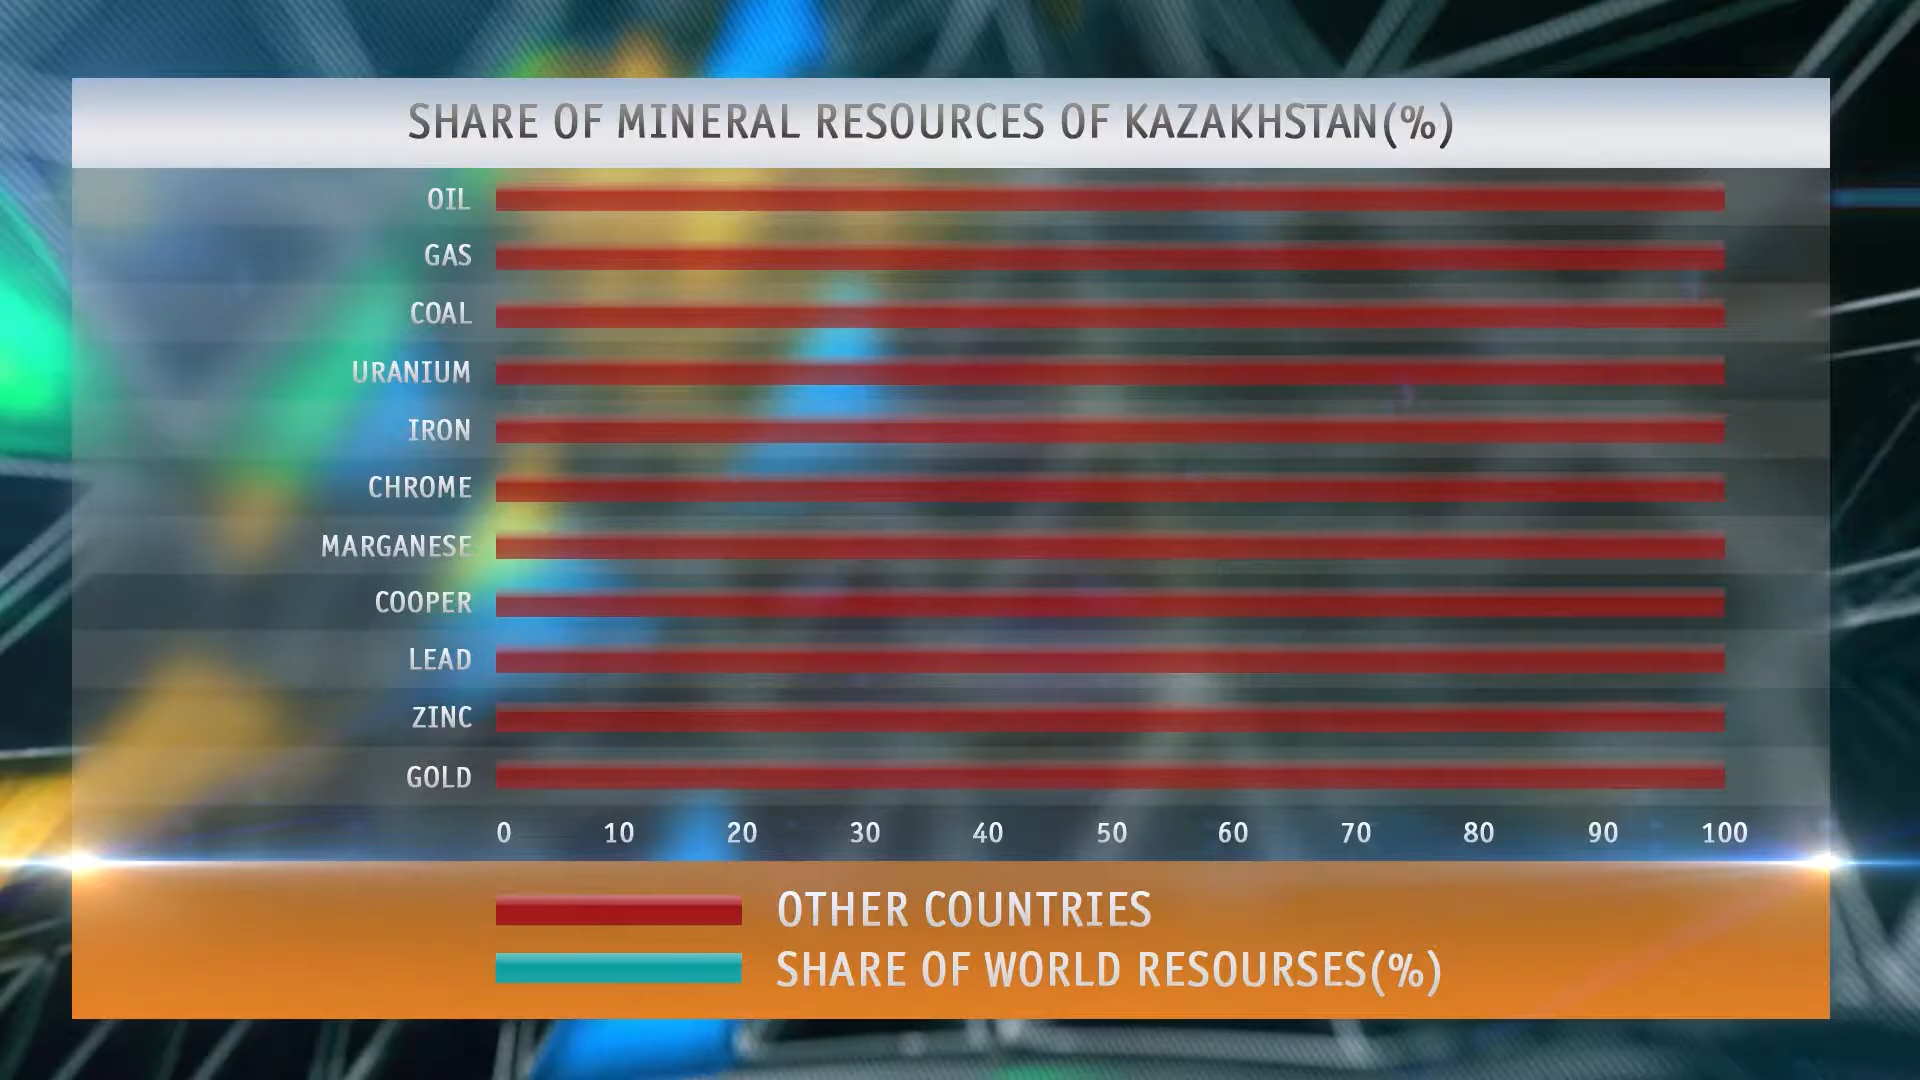 SHARE OF MINERAL RESOURCES OF KAZAKHSTAN(%)
OIL
GAS
COAL
URANIUM
IRON
CHROME
MARGANESE
COOPER
LEAD
ZINC
GOLD
0 10 20 30 40 50 60 70 80 90 100
OTHER COUNTRIES
SHARE OF WORLD RESOURSES(%)